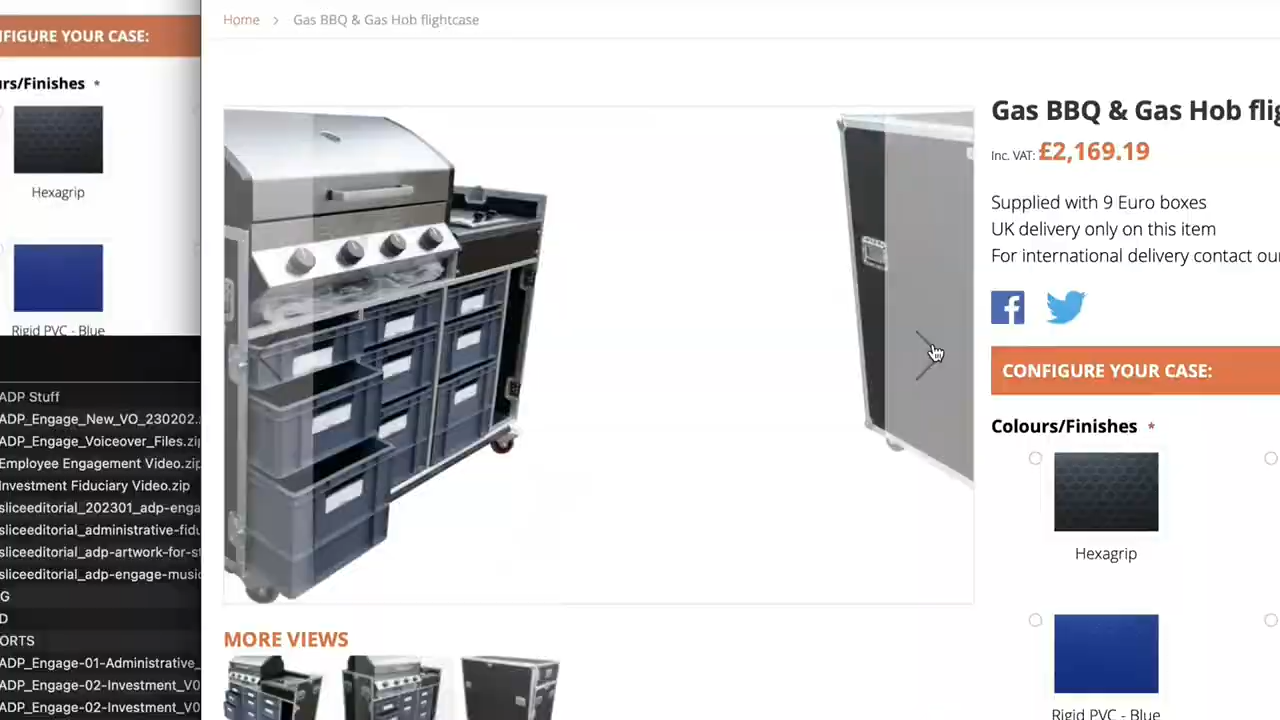 Home > Gas BBQ & Gas Hob flightcase
NFIGURE YOUR CASE:
urs/Finishes *
Hexagrip
Rigid PVC - Blue
ADP Stuff
ADP_Engage_New_VO_230202.
ADP_Engage_Voiceover_Files.zip
Employee Engagement Video.zip
Investment Fiduciary Video.zip
sliceeditorial_202301_adp-enga
sliceeditorial_administrative-fidu
sliceeditorial_adp-artwork-for-s
sliceeditorial_adp-engage-music
G
D
ORTS
ADP_Engage-01-Administrative_
ADP_Engage-02-Investment_V0
ADP_Engage-02-Investment_V0
MORE VIEWS
Gas BBQ & Gas Hob flig
Inc. VAT: £2,169.19
Supplied with 9 Euro boxes
UK delivery only on this item
For international delivery contact ou
CONFIGURE YOUR CASE:
Colours/Finishes *
Hexagrip
Rigid PVC - Blue